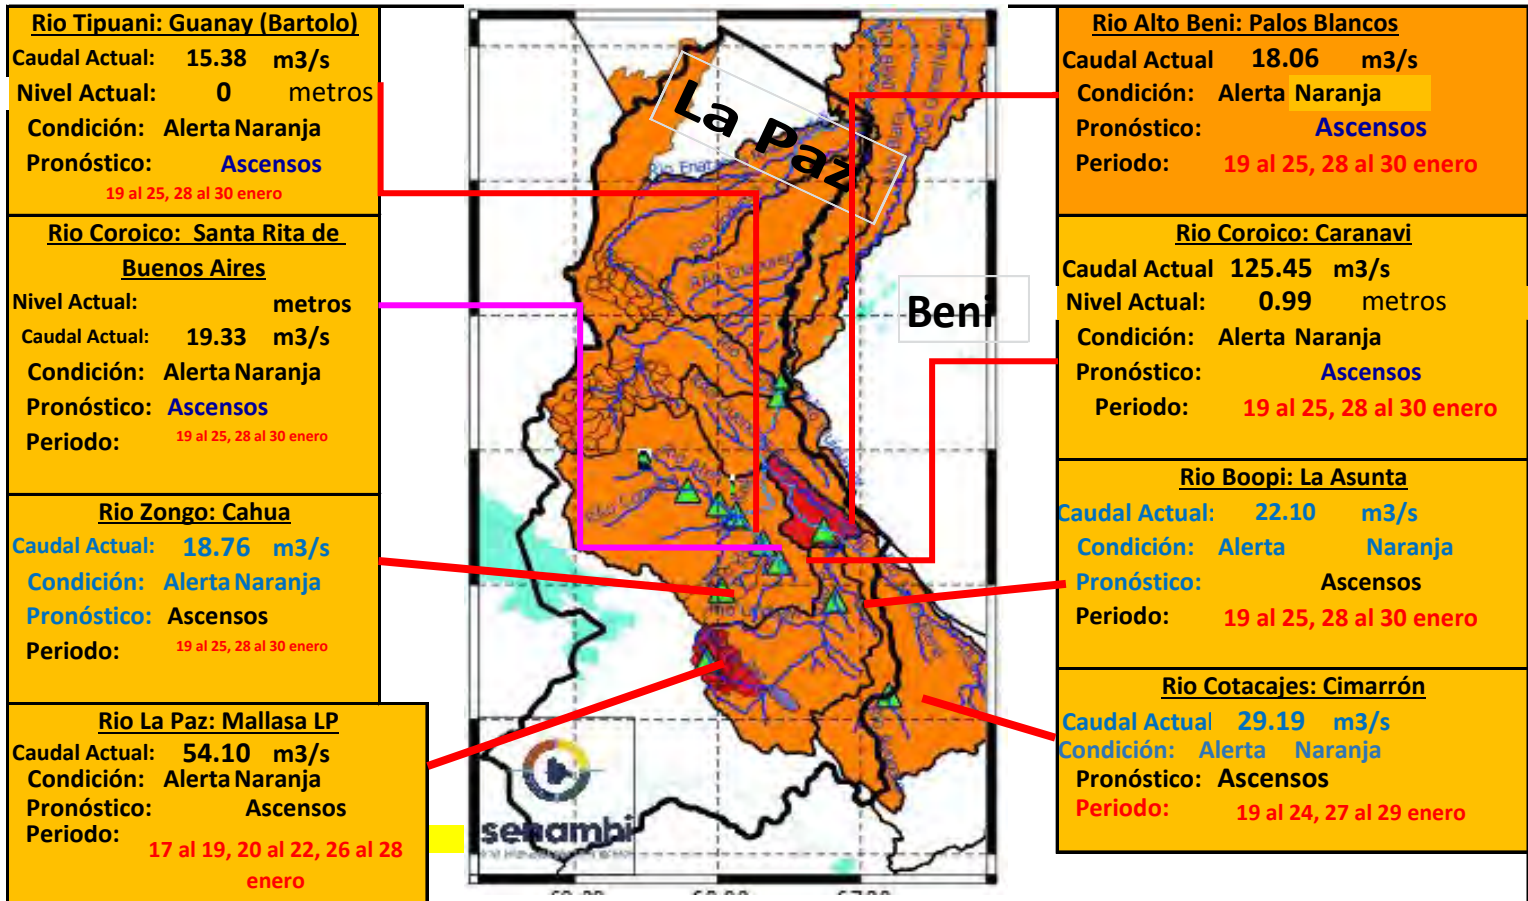 Rio Tipuani: Guanay (Bartolo)
Caudal Actual: 15.38 m3/s
Nivel Actual: 0 metros
Condición: Alerta Naranja
Pronóstico: Ascensos
19 al 25, 28 al 30 enero
Rio Coroico: Santa Rita de
Buenos Aires
Nivel Actual: metros
Caudal Actual: 19.33 m3/s
Condición: Alerta Naranja
Pronóstico: Ascensos
Periodo: 19 al 25, 28 al 30 enero
Rio Zongo: Cahua
Caudal Actual: 18.76 m3/s
Condición: Alerta Naranja
Pronóstico: Ascensos
Periodo: 19 al 25, 28 al 30 enero
Rio La Paz: Mallasa LP
Caudal Actual: 54.10 m3/s
Condición: Alerta Naranja
Pronóstico: Ascensos
Periodo:
17 al 19, 20 al 22, 26 al 28
enero
La Paz
Beni
senamhi
Rio Alto Beni: Palos Blancos
Caudal Actual 18.06 m3/s
Condición: Alerta Naranja
Pronóstico: Ascensos
Periodo: 19 al 25, 28 al 30 enero
Rio Coroico: Caranavi
Caudal Actual 125.45 m3/s
Nivel Actual: 0.99 metros
Condición: Alerta Naranja
Pronóstico: Ascensos
Periodo: 19 al 25, 28 al 30 enero
Rio Boopi: La Asunta
Caudal Actual: 22.10 m3/s
Condición: Alerta Naranja
Pronóstico: Ascensos
Periodo: 19 al 25, 28 al 30 enero
Rio Cotacajes: Cimarrón
Caudal Actual 29.19 m3/s
Condición: Alerta Naranja
Pronóstico: Ascensos
Periodo: 19 al 24, 27 al 29 enero